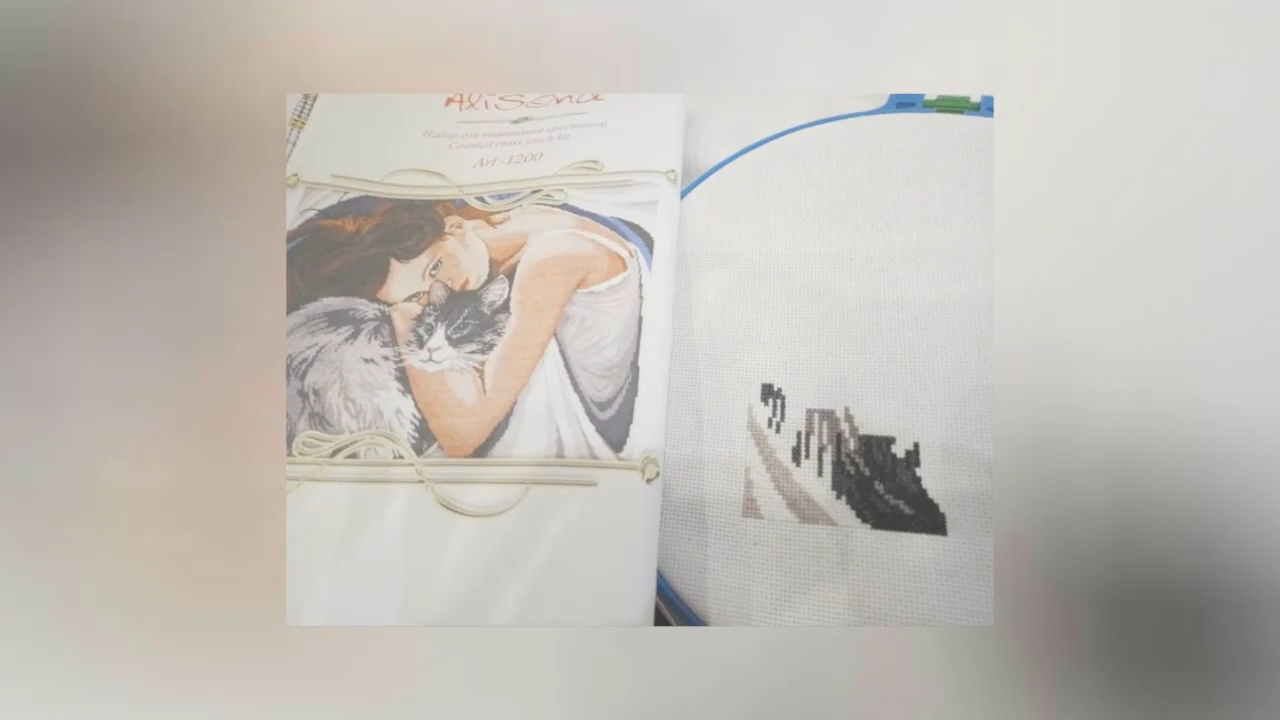 Alisena
Набор для вышивания крестиком
Counted cross stitch kit
Art-1200